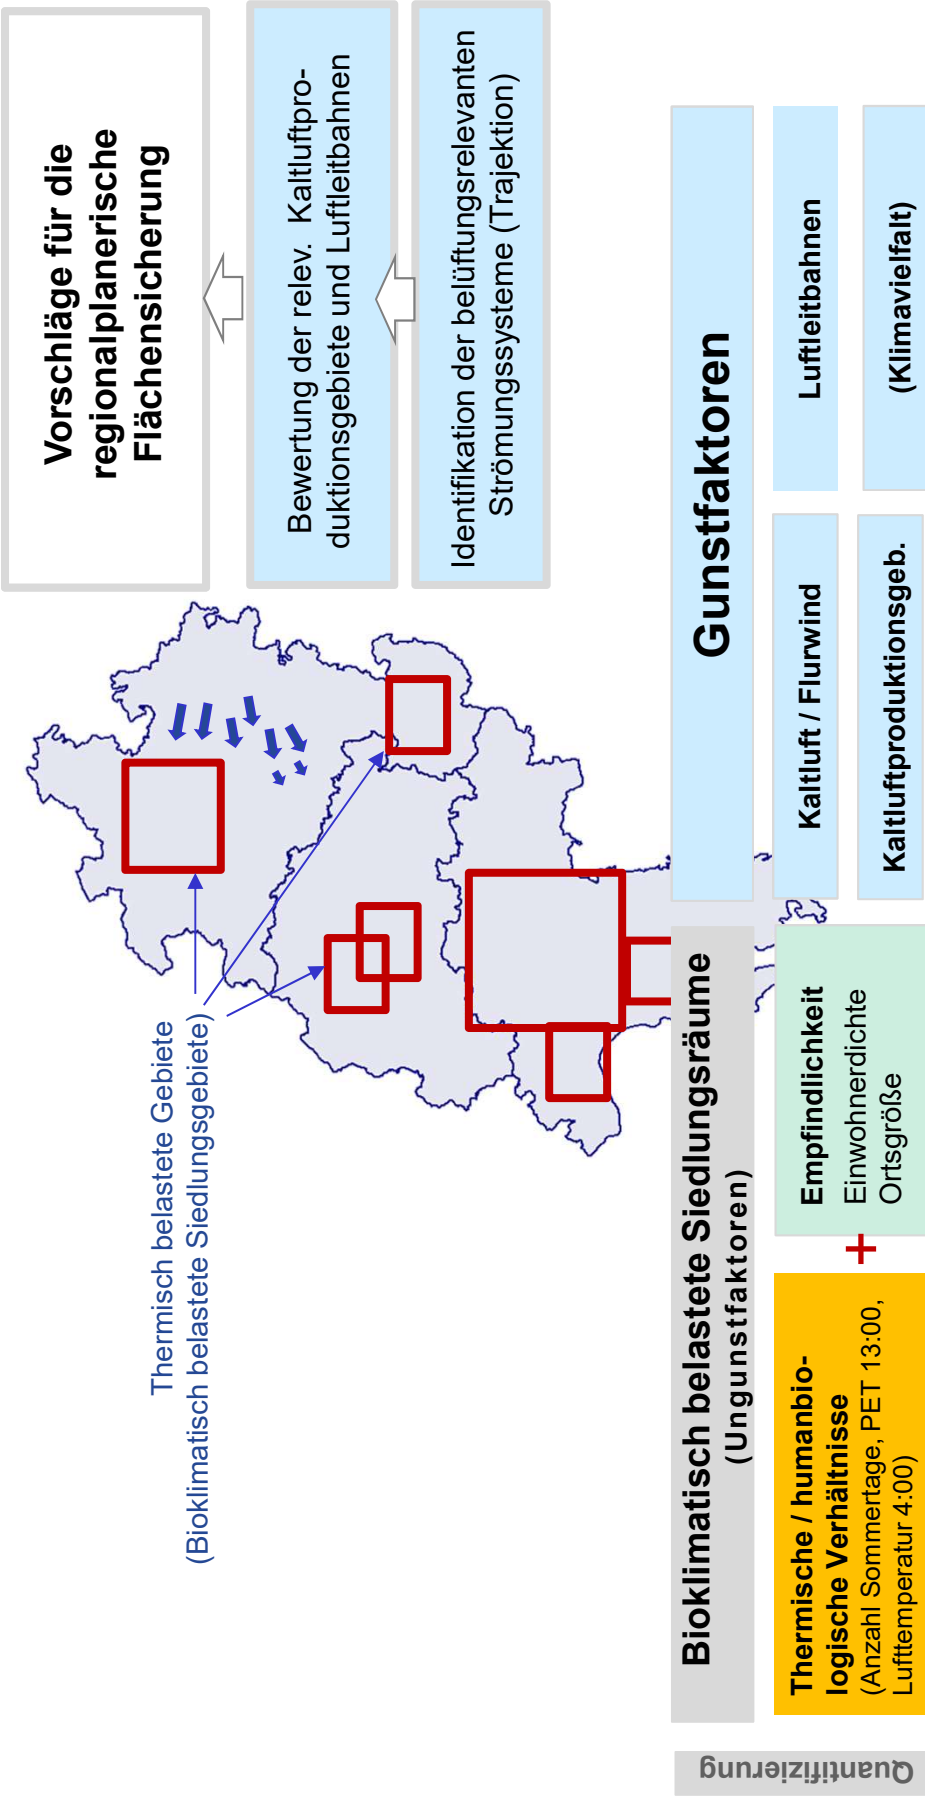 Thermisch belastete Gebiete
(Bioklimatisch belastete Siedlungsgebiete)
Vorschläge für die
regionalplanerische
Flächensicherung
Bewertung der relev. Kaltluftpro-
duktionsgebiete und Luftleitbahnen
Identifikation der belüftungsrelevanten
Strömungssysteme (Trajektion)
Quantifizierung
Bioklimatisch belastete Siedlungsräume
(Ungunstfaktoren)
Gunstfaktoren
Thermische / humanbio-
logische Verhältnisse
(Anzahl Sommertage, PET 13:00,
Lufttemperatur 4:00)
+
Empfindlichkeit
Einwohnerdichte
Ortsgröße
Kaltluft / Flurwind
Luftleitbahnen
Kaltluftproduktionsgeb.
(Klimavielfalt)